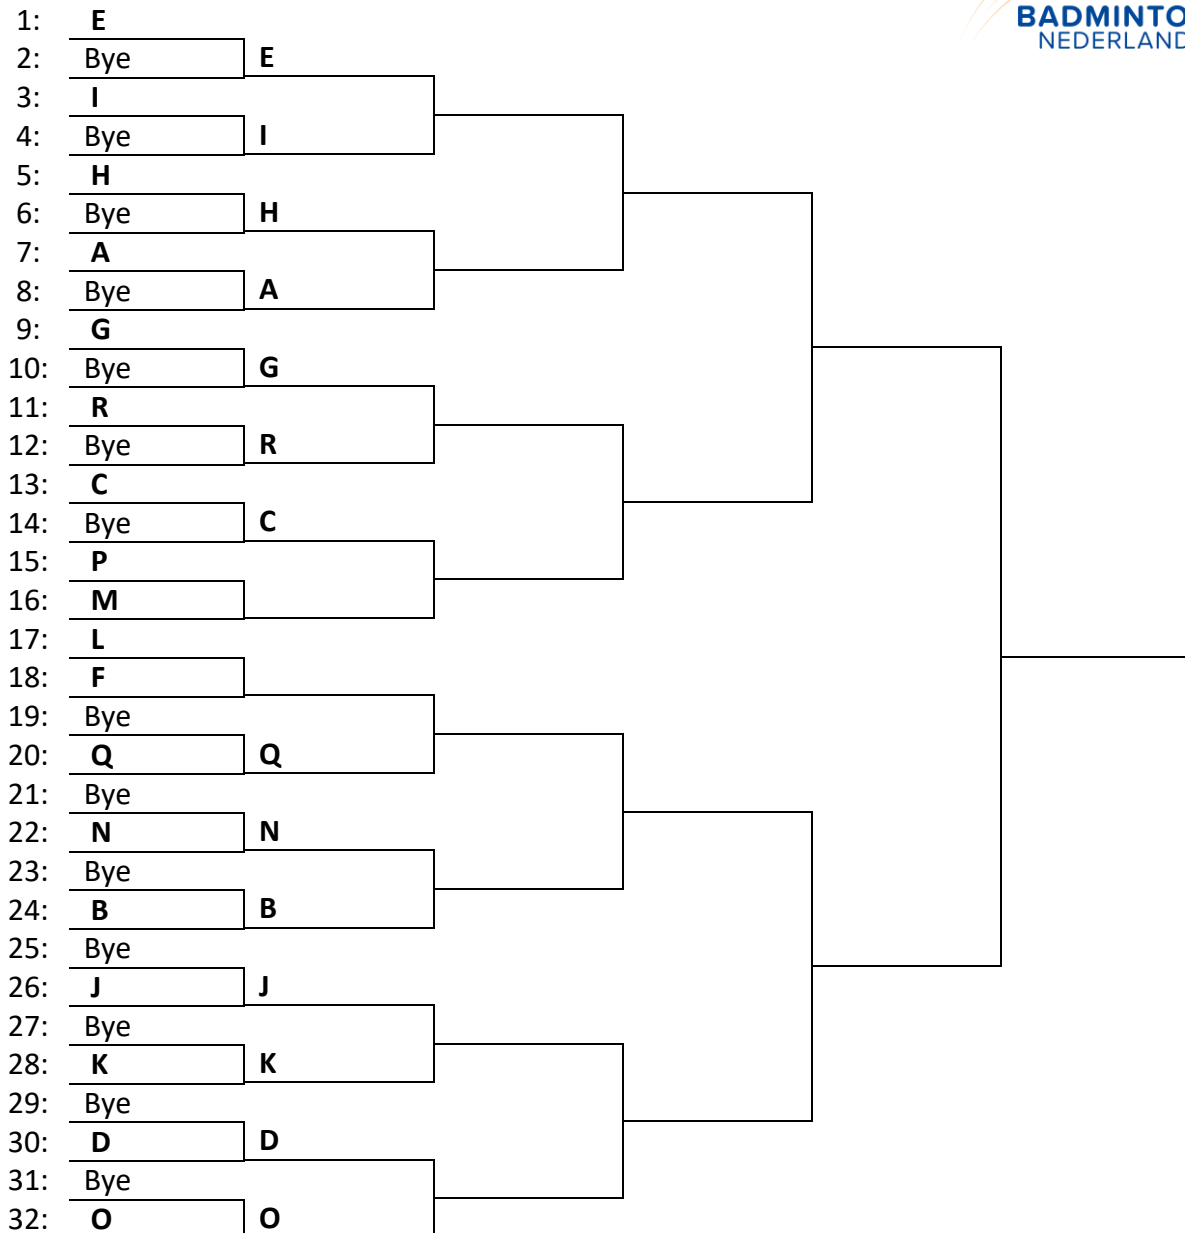 BADMINTO
NEDERLAND
1: E
2: Bye E
3: I
4: Bye I
5: H
6: Bye H
7: A
8: Bye A
9: G
10: Bye G
11: R
12: Bye R
13: C
14: Bye C
15: P
16: M
17: L
18: F
19: Bye
20: Q Q
21: Bye
22: N N
23: Bye
24: B B
25: Bye
26: J J
27: Bye
28: K K
29: Bye
30: D D
31: Bye
32: O O